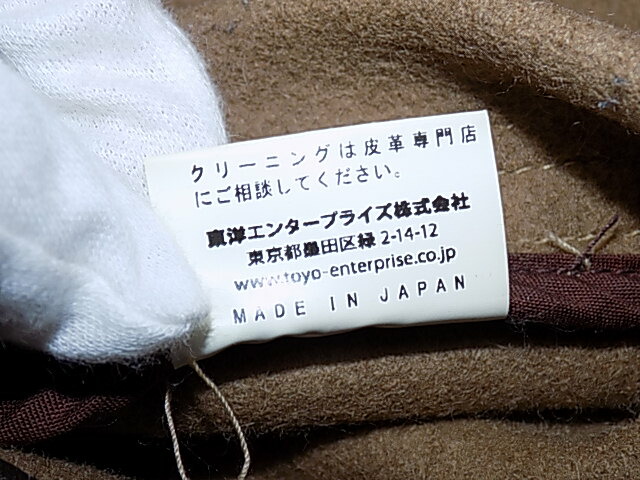 クリーニングは皮革専門店
にご相談してください。
東洋エンタープライズ株式会社
東京都墨田区緑 2-14-12
www.toyo-enterprise.co.jp
MADE IN JAPAN